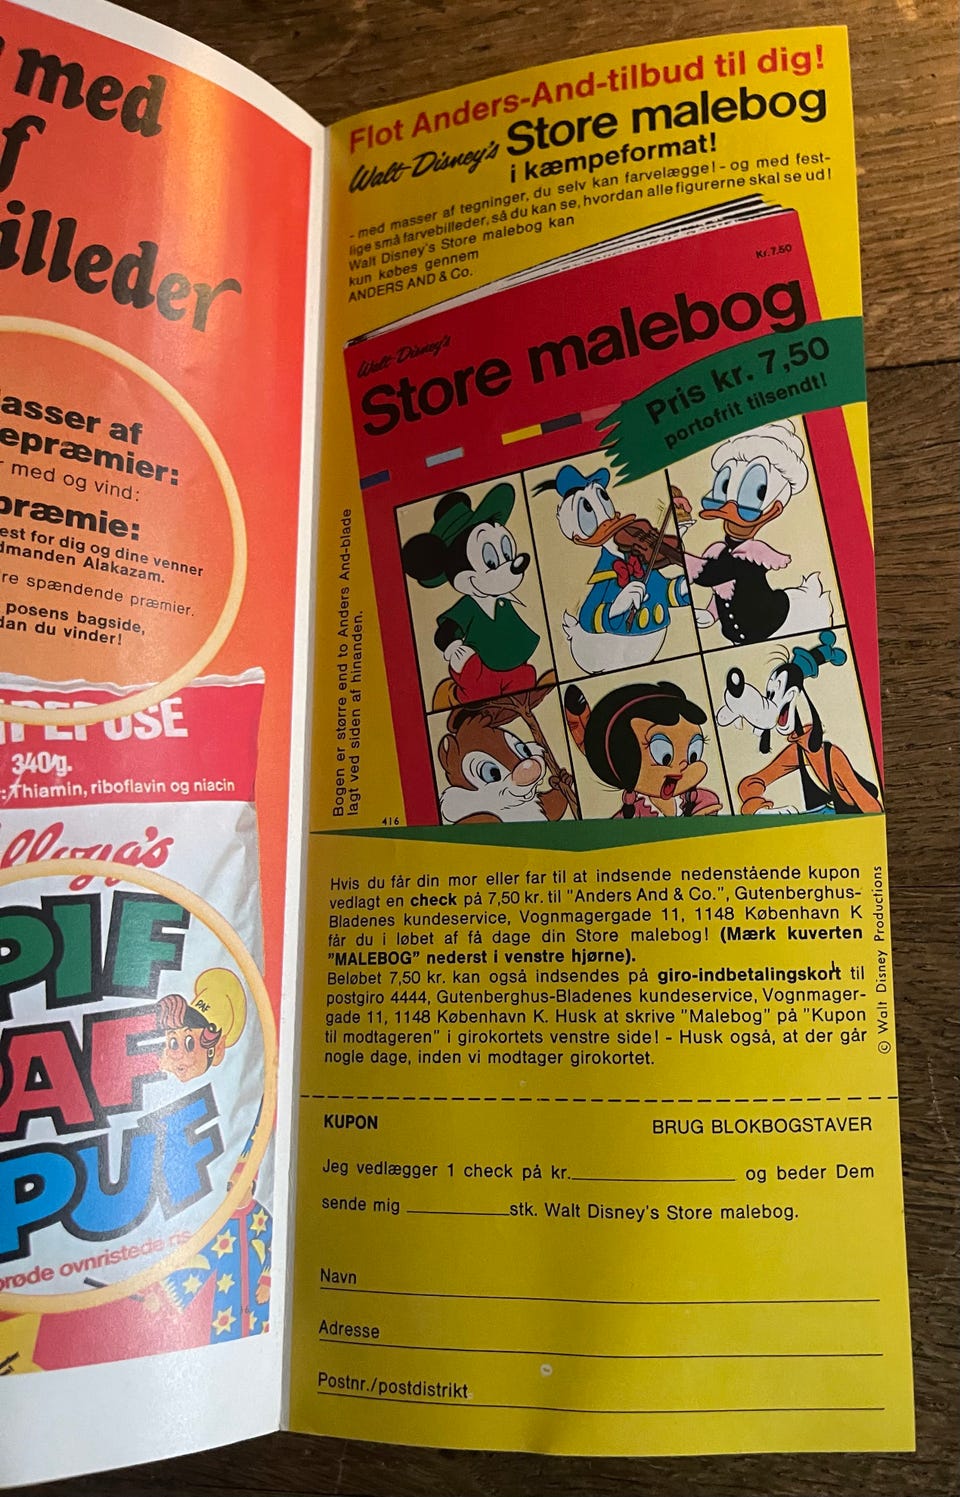 med
f
illeder
asser af
epræmier:
r med og vind:
præmie:
est for dig og dine venner
dmanden Alakazam.
re spændende præmier.
posens bagside,
dan du vinder!
340g.
Thiamin, riboflavin og niacin
Kellogg's
PIF
PAF
PAF
PUF
prøde ovnristede ris
Flot Anders-And-tilbud til dig!
Walt Disney's Store malebog
i kæmpeformat!
- med masser af tegninger, du selv kan farvelægge! - og med fest-
lige små farvebilleder, så du kan se, hvordan alle figurerne skal se ud!
Walt Disney's Store malebog kan
kun købes gennem
ANDERS AND & Co.
Kr. 7.50
Walt Disney's
Store malebog
Pris kr. 7,50
portofrit tilsendt!
Bogen er større end to Anders And-blade
lagt ved siden af hinanden.
416
Hvis du får din mor eller far til at indsende nedenstående kupon
vedlagt en check på 7,50 kr. til "Anders And & Co.", Gutenberghus-
Bladenes kundeservice, Vognmagergade 11, 1148 København K
får du i løbet af få dage din Store malebog! (Mærk kuverten
"MALEBOG" nederst i venstre hjørne).
Beløbet 7,50 kr. kan også indsendes på giro-indbetalingskort til
postgiro 4444, Gutenberghus-Bladenes kundeservice, Vognmager-
gade 11, 1148 København K. Husk at skrive "Malebog" på "Kupon
til modtageren" i girokortets venstre side! - Husk også, at der går
nogle dage, inden vi modtager girokortet.
© Walt Disney Productions
KUPON BRUG BLOKBOGSTAVER
Jeg vedlægger 1 check på kr. og beder Dem
sende mig stk. Walt Disney's Store malebog.
Navn
Adresse
Postnr./postdistrikt